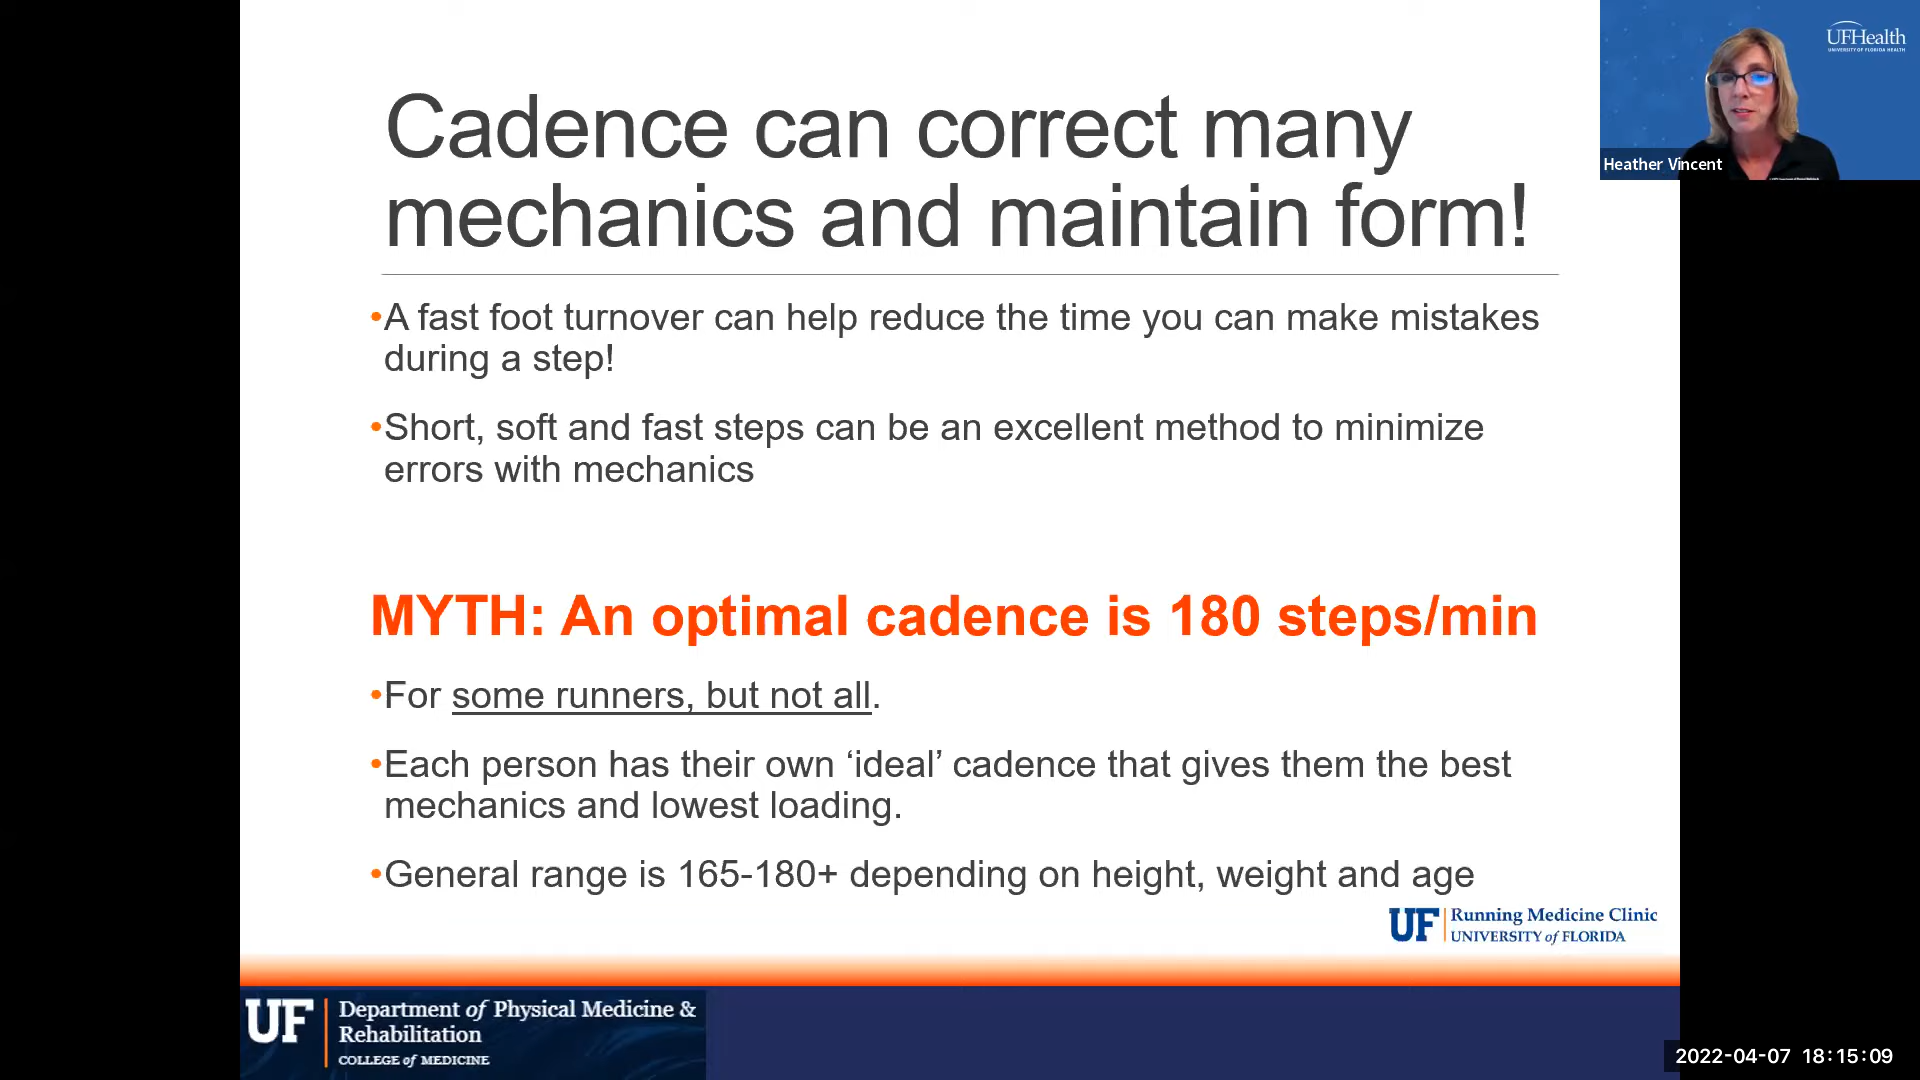 Cadence can correct many
mechanics and maintain form!
•A fast foot turnover can help reduce the time you can make mistakes
during a step!
•Short, soft and fast steps can be an excellent method to minimize
errors with mechanics
MYTH: An optimal cadence is 180 steps/min
•For some runners, but not all.
•Each person has their own ‘ideal’ cadence that gives them the best
mechanics and lowest loading.
•General range is 165-180+ depending on height, weight and age
UF Running Medicine Clinic
UNIVERSITY of FLORIDA
UF Department of Physical Medicine &
Rehabilitation
COLLEGE of MEDICINE
UFHealth
UNIVERSITY OF FLORIDA HEALTH
Heather Vincent
2022-04-07 18:15:09